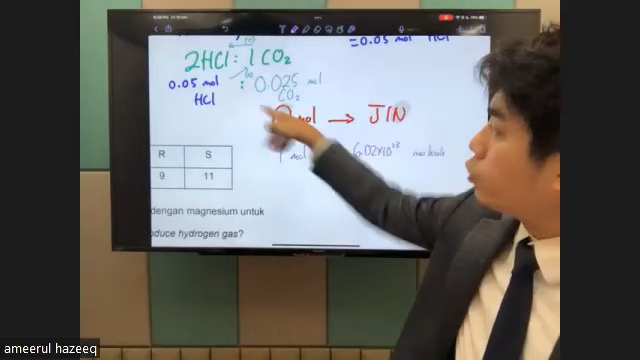 = 0.05 mol HCl
2HCl : 1 CO₂
0.05 mol HCl : 0.025 mol CO₂
mol → JIN
1 mol 6.02×10²³
R S
9 11
dengan magnesium untuk
oduce hydrogen gas?
ameerul hazeeq